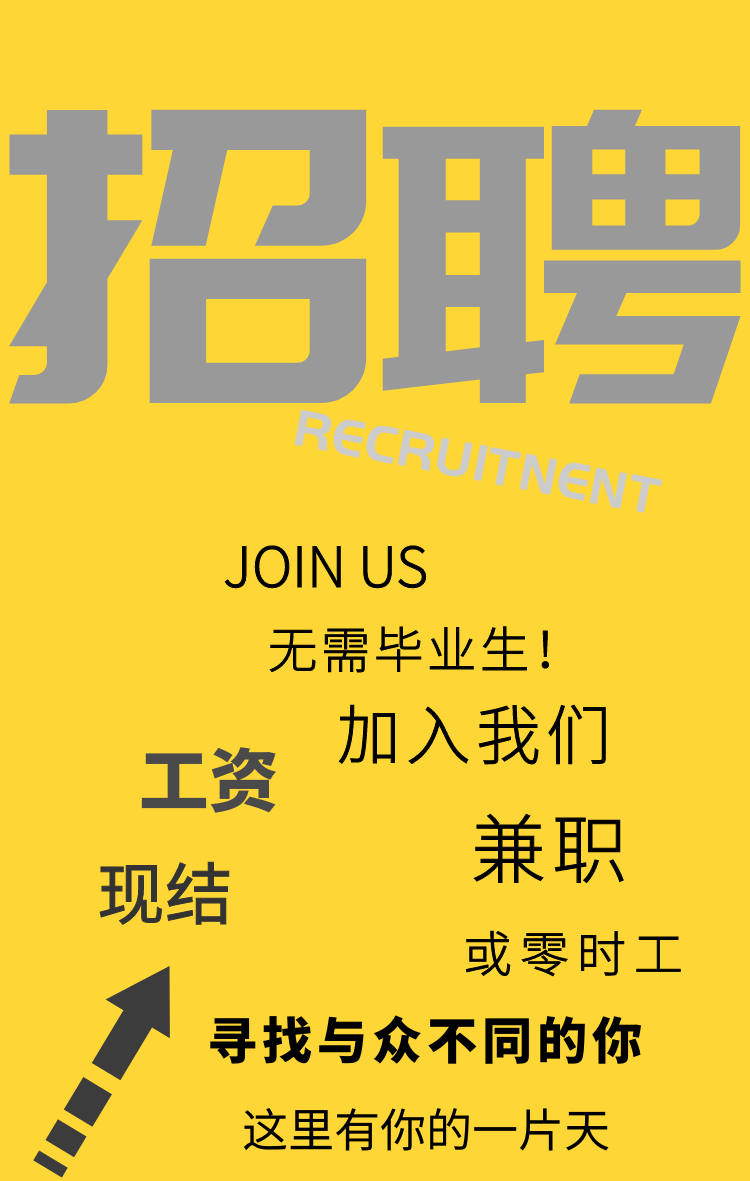 招聘
RECRUITNENT
JOIN US
无需毕业生！
加入我们
工资
兼职
现结
或零时工
寻找与众不同的你
这里有你的一片天